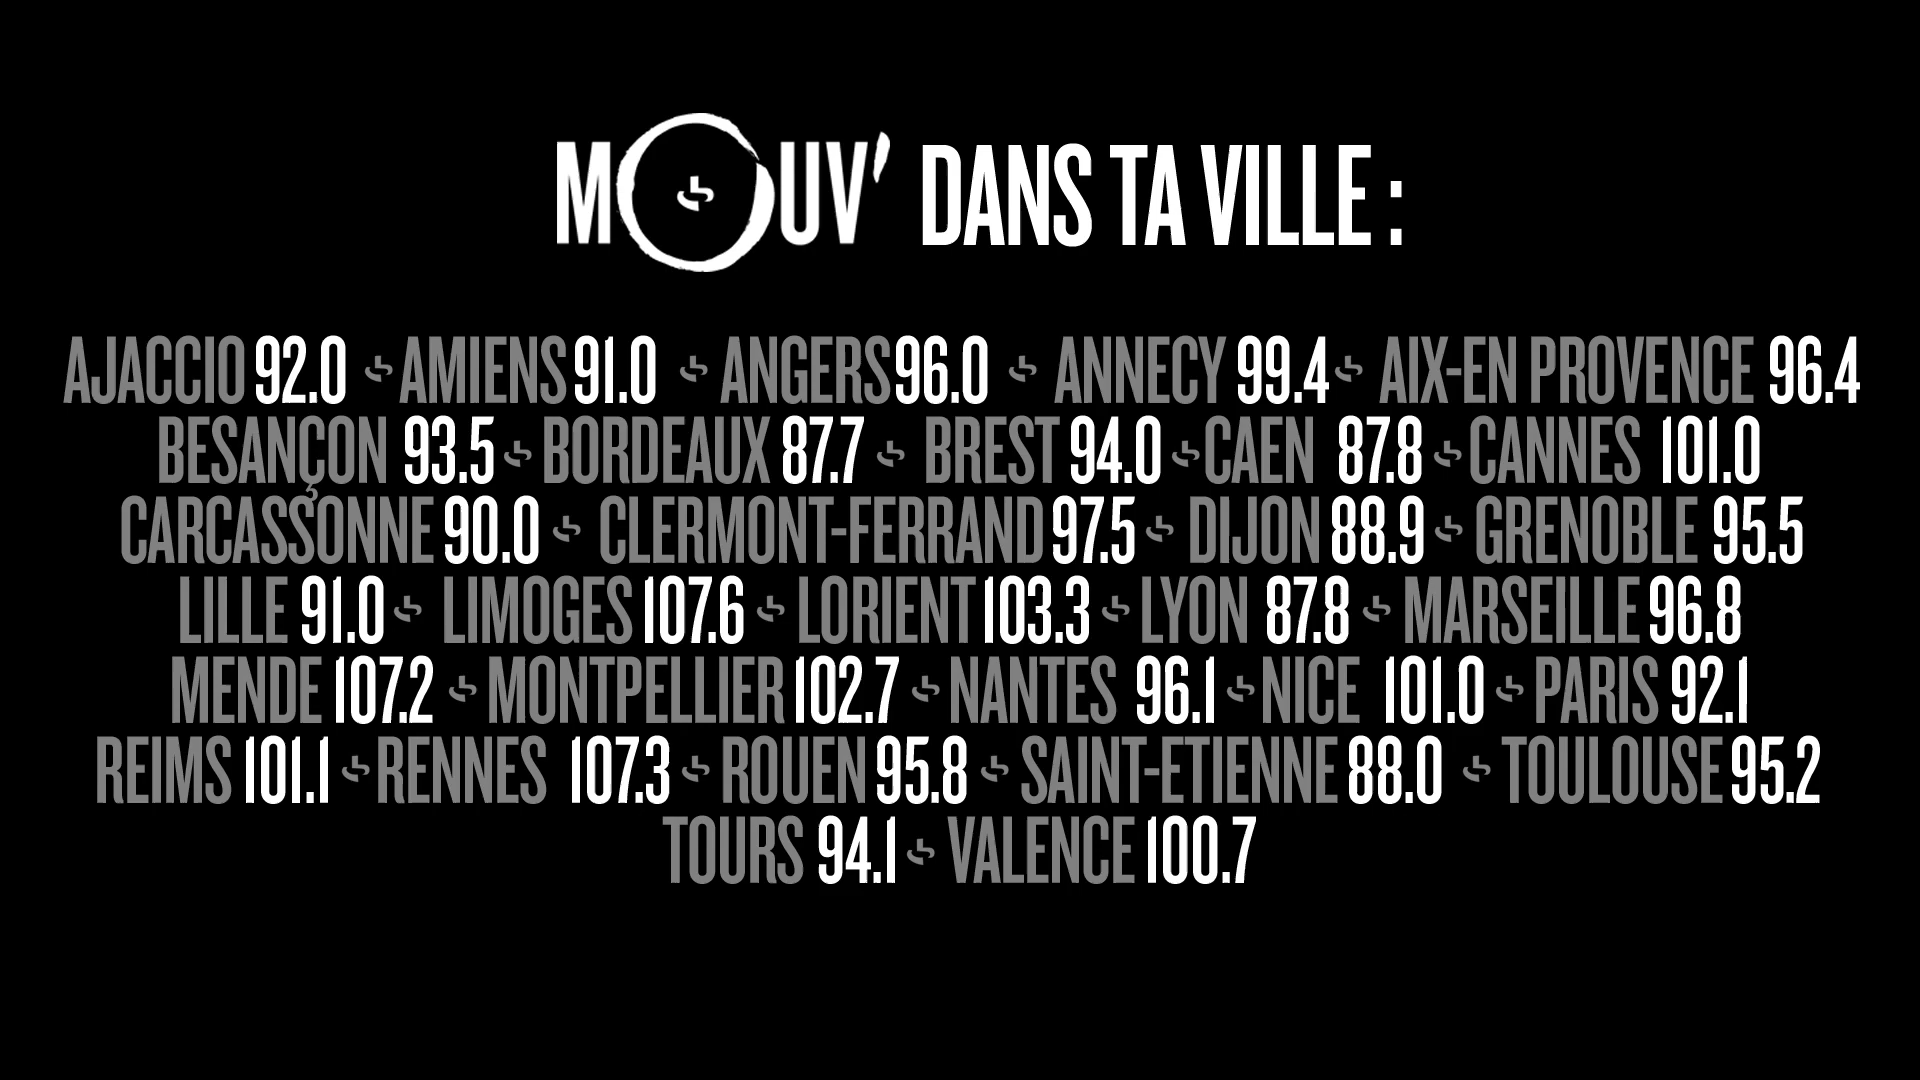 MOUV' DANS TA VILLE :
AJACCIO 92.0 AMIENS 91.0 ANGERS 96.0 ANNECY 99.4 AIX-EN PROVENCE 96.4
BESANÇON 93.5 BORDEAUX 87.7 BREST 94.0 CAEN 87.8 CANNES 101.0
CARCASSONNE 90.0 CLERMONT-FERRAND 97.5 DIJON 88.9 GRENOBLE 95.5
LILLE 91.0 LIMOGES 107.6 LORIENT 103.3 LYON 87.8 MARSEILLE 96.8
MENDE 107.2 MONTPELLIER 102.7 NANTES 96.1 NICE 101.0 PARIS 92.1
REIMS 101.1 RENNES 107.3 ROUEN 95.8 SAINT-ETIENNE 88.0 TOULOUSE 95.2
TOURS 94.1 VALENCE 100.7